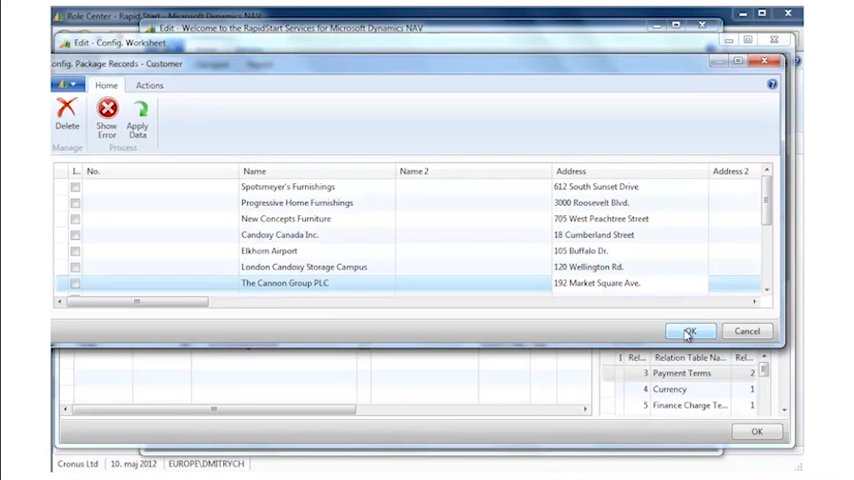 Role Center - RapidStart - Microsoft Dynamics NAV
Edit - Welcome to the RapidStart Services for Microsoft Dynamics NAV
Edit - Config. Worksheet
onfig. Package Records - Customer
Home Actions
Delete Show Error Apply Data
Manage Process
I.. No. Name Name 2 Address Address 2
Spotsmeyer's Furnishings 612 South Sunset Drive
Progressive Home Furnishings 3000 Roosevelt Blvd.
New Concepts Furniture 705 West Peachtree Street
Candoxy Canada Inc. 18 Cumberland Street
Elkhorn Airport 105 Buffalo Dr.
London Candoxy Storage Campus 120 Wellington Rd.
The Cannon Group PLC 192 Market Square Ave.
OK Cancel
1 Rel... Relation Table Na... Rel...
3 Payment Terms 2
4 Currency 1
5 Finance Charge Te... 1
OK
Cronus Ltd 10. maj 2012 EUROPE\DMITRYCH